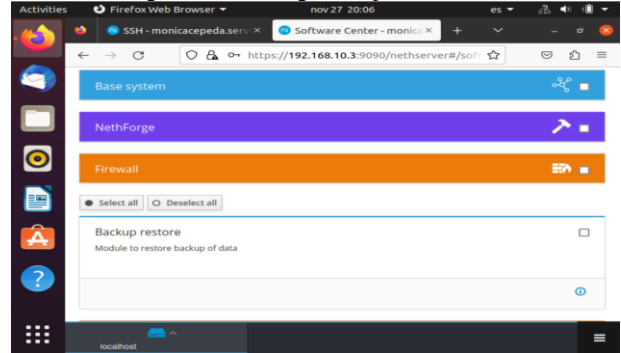 Activities Firefox Web Browser nov 27 20:06 es
SSH - monicacepeda.serv Software Center - monica
https://192.168.10.3:9090/nethserver#/sof
Base system
NethForge
Firewall
Select all Deselect all
Backup restore
Module to restore backup of data
localhost